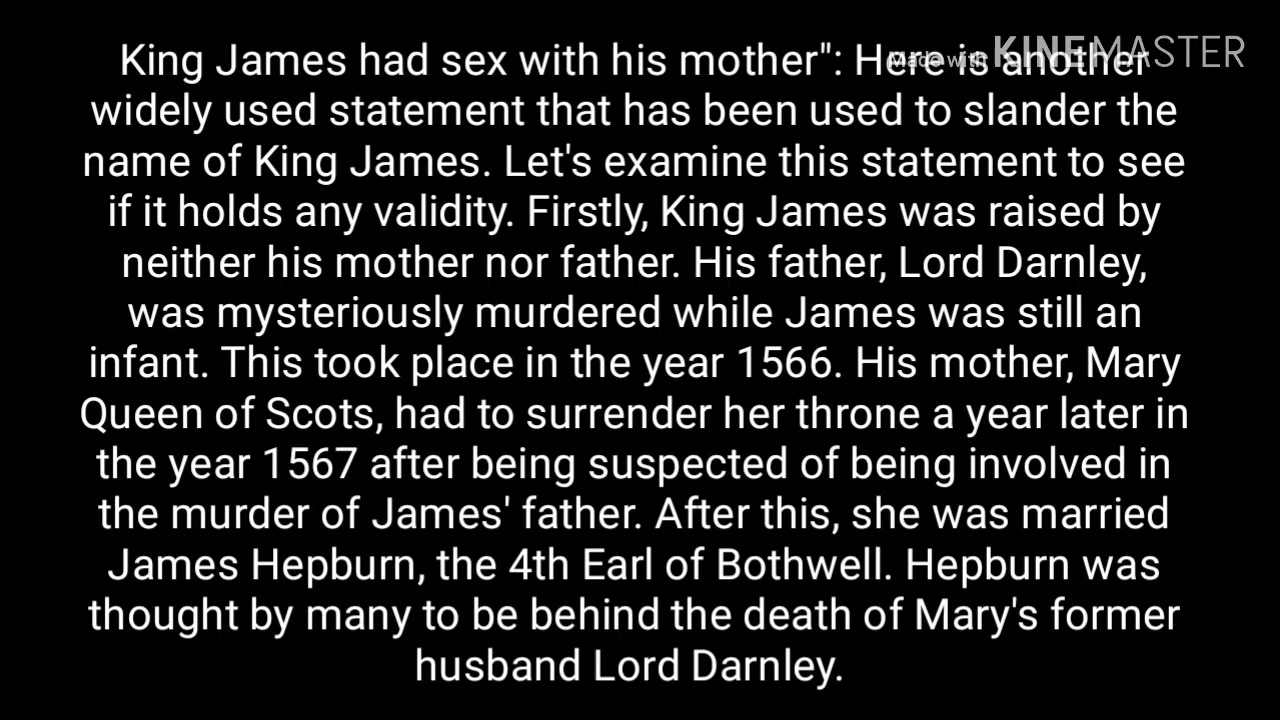 King James had sex with his mother": Here is another
Made with KINEMASTER
widely used statement that has been used to slander the
name of King James. Let's examine this statement to see
if it holds any validity. Firstly, King James was raised by
neither his mother nor father. His father, Lord Darnley,
was mysteriously murdered while James was still an
infant. This took place in the year 1566. His mother, Mary
Queen of Scots, had to surrender her throne a year later in
the year 1567 after being suspected of being involved in
the murder of James' father. After this, she was married
James Hepburn, the 4th Earl of Bothwell. Hepburn was
thought by many to be behind the death of Mary's former
husband Lord Darnley.